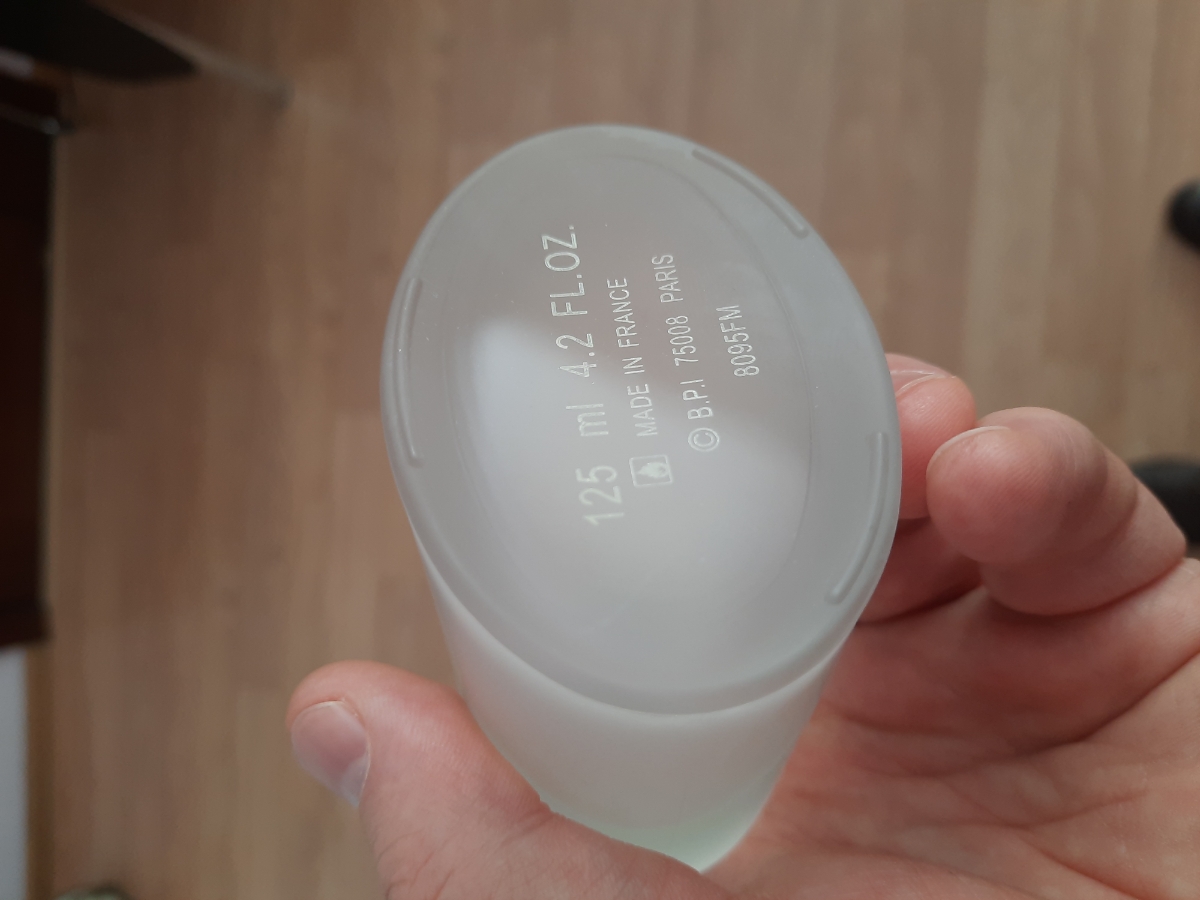 125 ml 4.2 FL.OZ.
MADE IN FRANCE
© B.P.I 75008 PARIS
8095FM